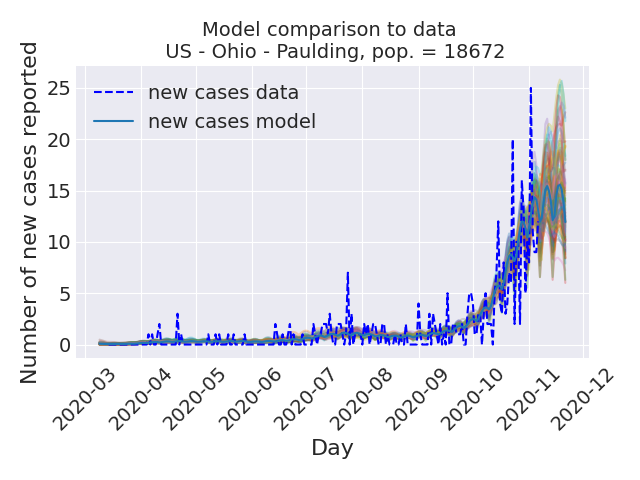 Model comparison to data
US - Ohio - Paulding, pop. = 18672
Number of new cases reported
25
20
15
10
5
0
new cases data
new cases model
2020-03
2020-04
2020-05
2020-06
2020-07
2020-08
2020-09
2020-10
2020-11
2020-12
Day